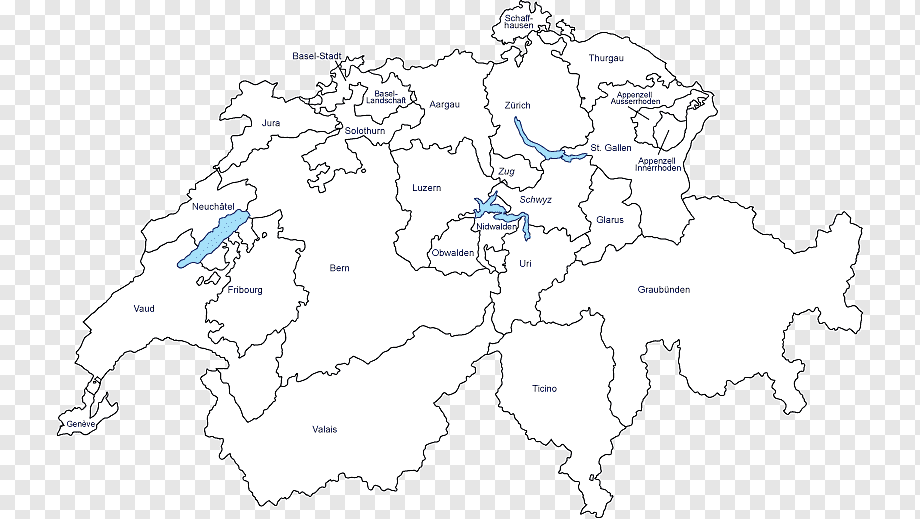 Schaff-
hausen
Basel-Stadt
Thurgau
Basel-
Landschaft
Aargau
Zürich
Appenzell
Ausserrhoden
Jura
Solothurn
St. Gallen
Appenzell
Innerrhoden
Zug
Luzern
Schwyz
Neuchâtel
Nidwalden
Glarus
Obwalden
Uri
Bern
Fribourg
Graubünden
Vaud
Ticino
Genève
Valais